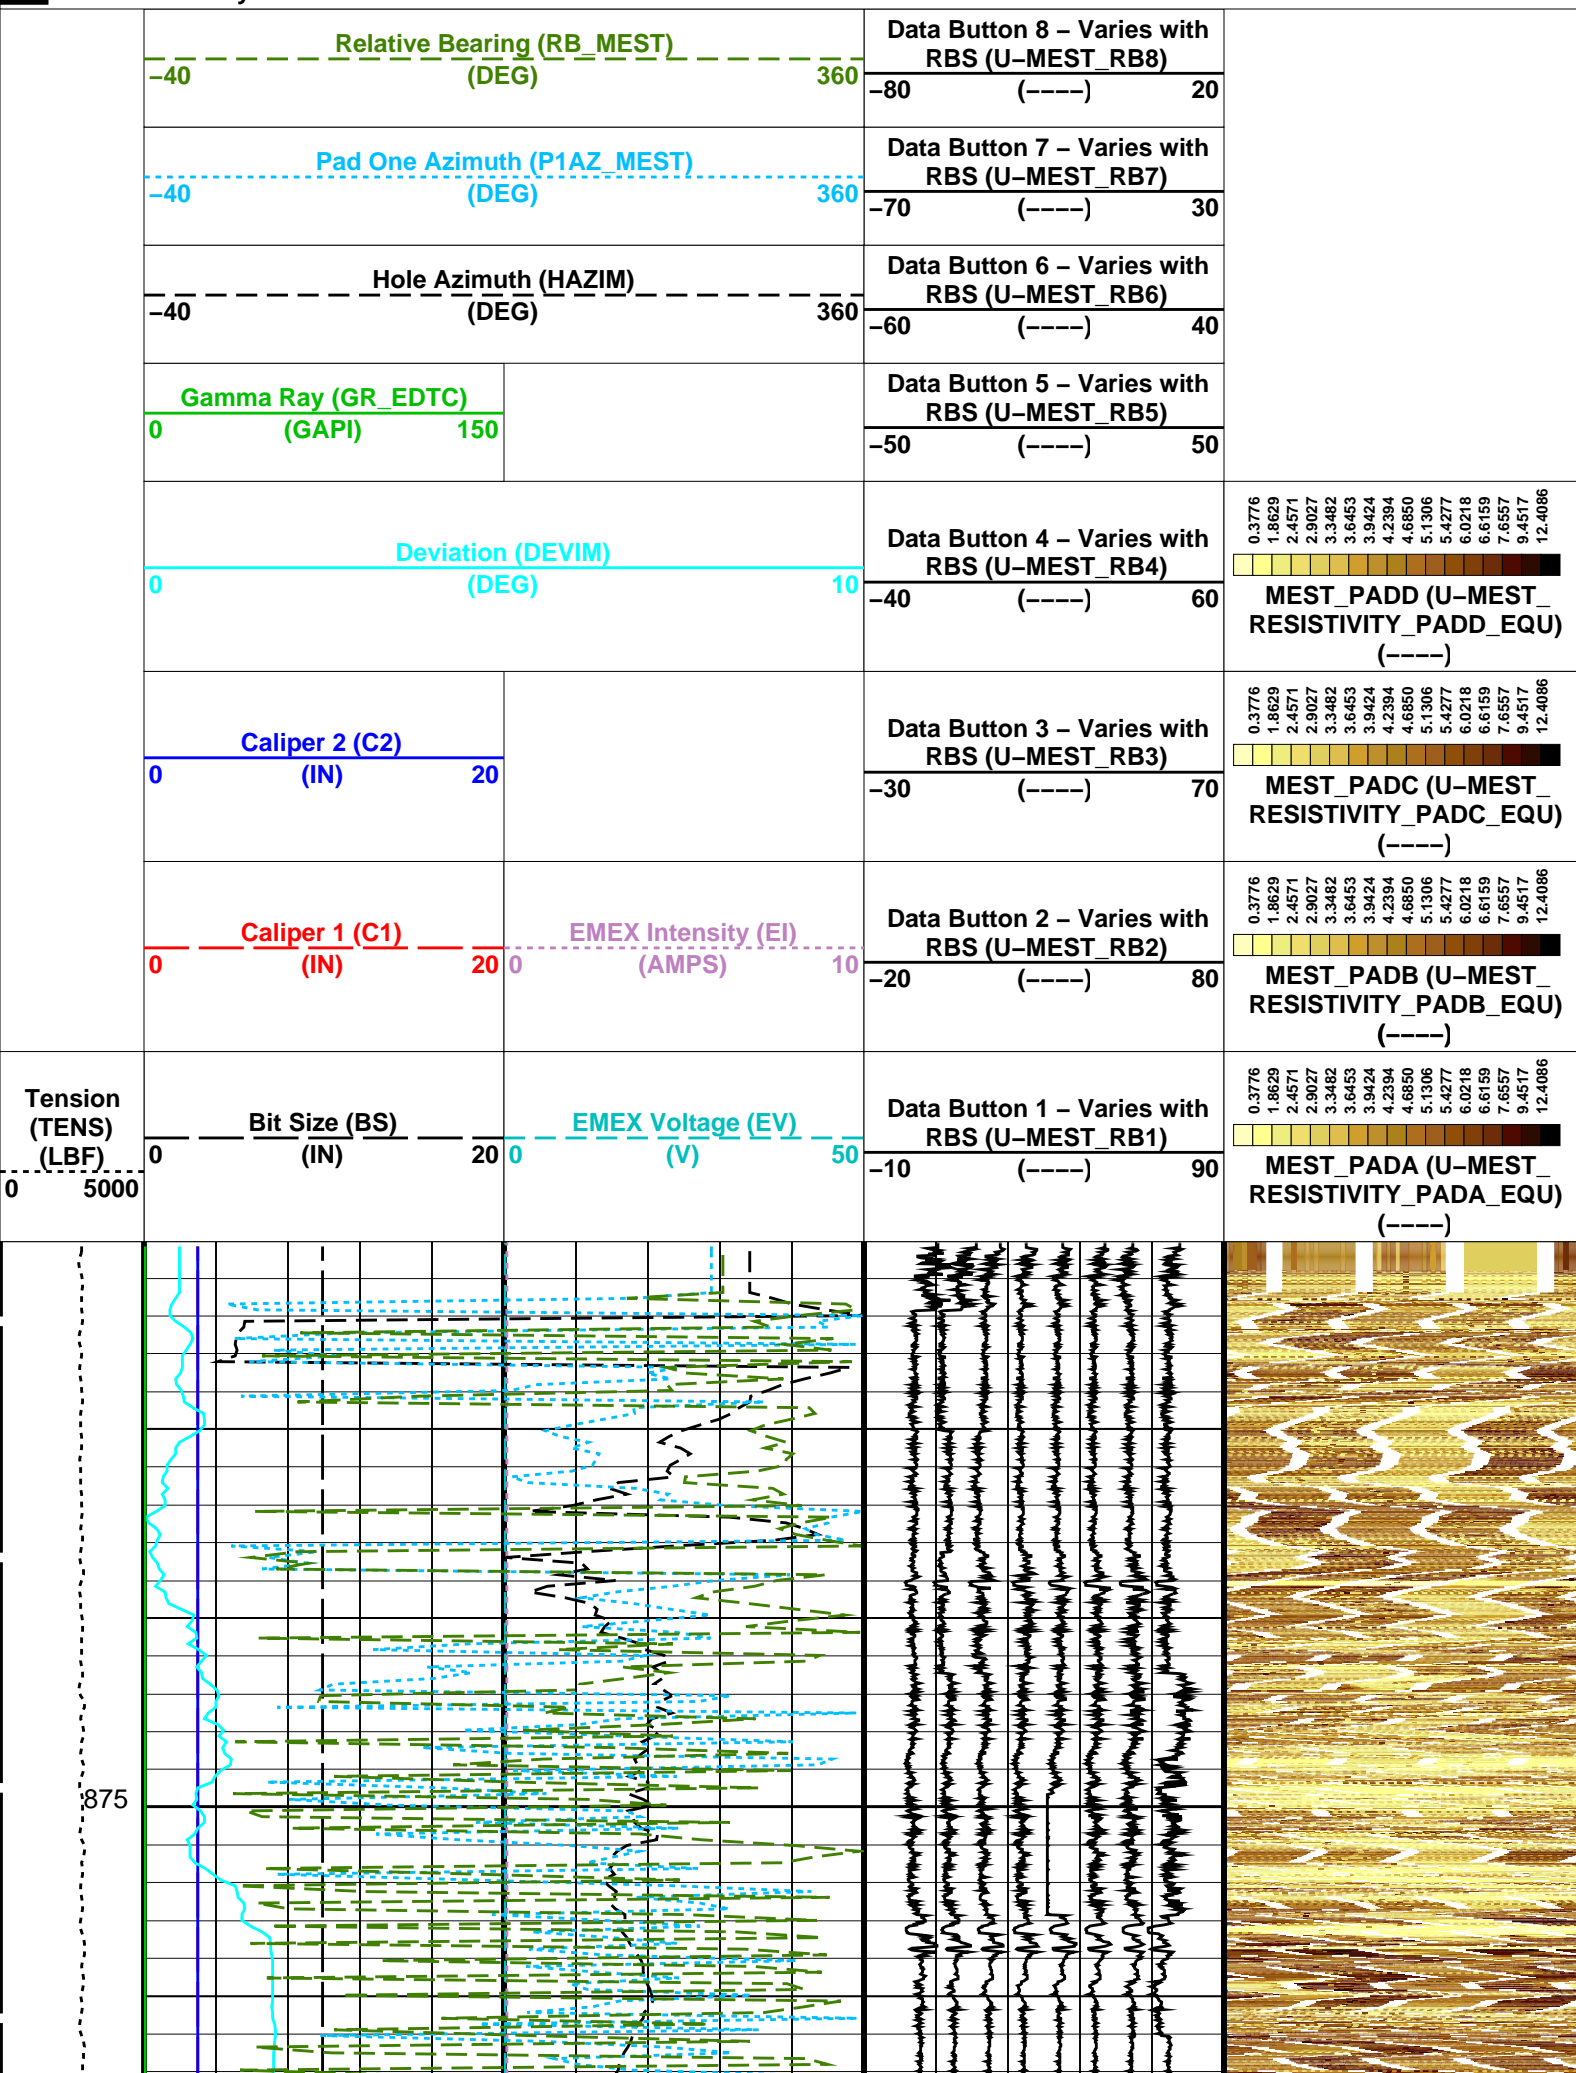 Relative Bearing (RB_MEST)
−40 (DEG) 360
Data Button 8 − Varies with
RBS (U−MEST_RB8)
−80 (−−−−) 20
Pad One Azimuth (P1AZ_MEST)
−40 (DEG) 360
Data Button 7 − Varies with
RBS (U−MEST_RB7)
−70 (−−−−) 30
Hole Azimuth (HAZIM)
−40 (DEG) 360
Data Button 6 − Varies with
RBS (U−MEST_RB6)
−60 (−−−−) 40
Gamma Ray (GR_EDTC)
0 (GAPI) 150
Data Button 5 − Varies with
RBS (U−MEST_RB5)
−50 (−−−−) 50
Deviation (DEVIM)
0 (DEG) 10
Data Button 4 − Varies with
RBS (U−MEST_RB4)
−40 (−−−−) 60
0.3776 1.8629 2.4571 2.9027 3.3482 3.6453 3.9424 4.2394 4.6850 5.1306 5.4277 6.0218 6.6159 7.6557 9.4517 12.4086
MEST_PADD (U−MEST_
RESISTIVITY_PADD_EQU)
(−−−−)
Caliper 2 (C2)
0 (IN) 20
Data Button 3 − Varies with
RBS (U−MEST_RB3)
−30 (−−−−) 70
0.3776 1.8629 2.4571 2.9027 3.3482 3.6453 3.9424 4.2394 4.6850 5.1306 5.4277 6.0218 6.6159 7.6557 9.4517 12.4086
MEST_PADC (U−MEST_
RESISTIVITY_PADC_EQU)
(−−−−)
Caliper 1 (C1)
0 (IN) 20
EMEX Intensity (EI)
0 (AMPS) 10
Data Button 2 − Varies with
RBS (U−MEST_RB2)
−20 (−−−−) 80
0.3776 1.8629 2.4571 2.9027 3.3482 3.6453 3.9424 4.2394 4.6850 5.1306 5.4277 6.0218 6.6159 7.6557 9.4517 12.4086
MEST_PADB (U−MEST_
RESISTIVITY_PADB_EQU)
(−−−−)
Tension
(TENS)
(LBF)
0 5000
Bit Size (BS)
0 (IN) 20
EMEX Voltage (EV)
0 (V) 50
Data Button 1 − Varies with
RBS (U−MEST_RB1)
−10 (−−−−) 90
0.3776 1.8629 2.4571 2.9027 3.3482 3.6453 3.9424 4.2394 4.6850 5.1306 5.4277 6.0218 6.6159 7.6557 9.4517 12.4086
MEST_PADA (U−MEST_
RESISTIVITY_PADA_EQU)
(−−−−)
875